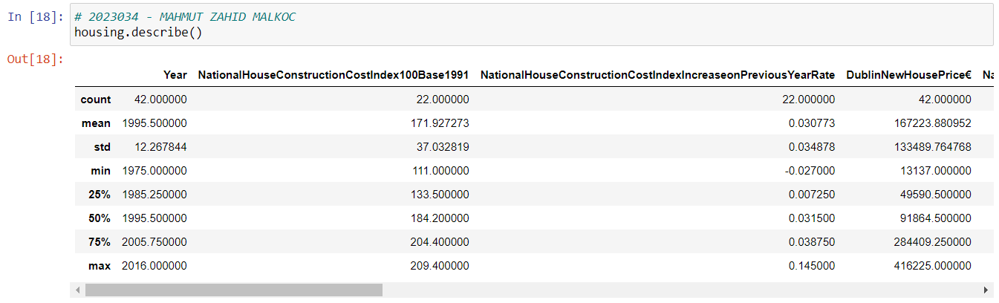 In [18]: # 2023034 - MAHMUT ZAHID MALKOC
housing.describe()
Out[18]:
Year NationalHouseConstructionCostIndex100Base1991 NationalHouseConstructionCostIndexIncreaseonPreviousYearRate DublinNewHousePrice€ Na
count 42.000000 22.000000 22.000000 42.000000
mean 1995.500000 171.927273 0.030773 167223.880952
std 12.267844 37.032819 0.034878 133489.764768
min 1975.000000 111.000000 -0.027000 13137.000000
25% 1985.250000 133.500000 0.007250 49590.500000
50% 1995.500000 184.200000 0.031500 91864.500000
75% 2005.750000 204.400000 0.038750 284409.250000
max 2016.000000 209.400000 0.145000 416225.000000